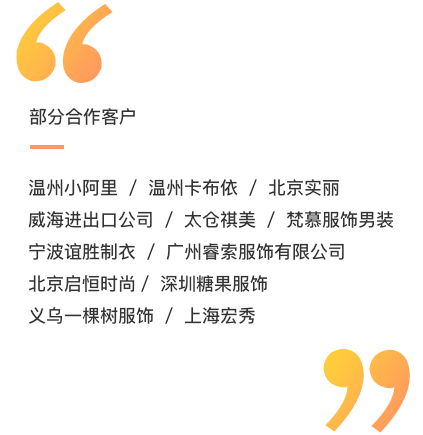 部分合作客户
温州小阿里 / 温州卡布依 / 北京实丽
威海进出口公司 / 太仓祺美 / 梵慕服饰男装
宁波谊胜制衣 / 广州睿索服饰有限公司
北京启恒时尚 / 深圳糖果服饰
义乌一棵树服饰 / 上海宏秀